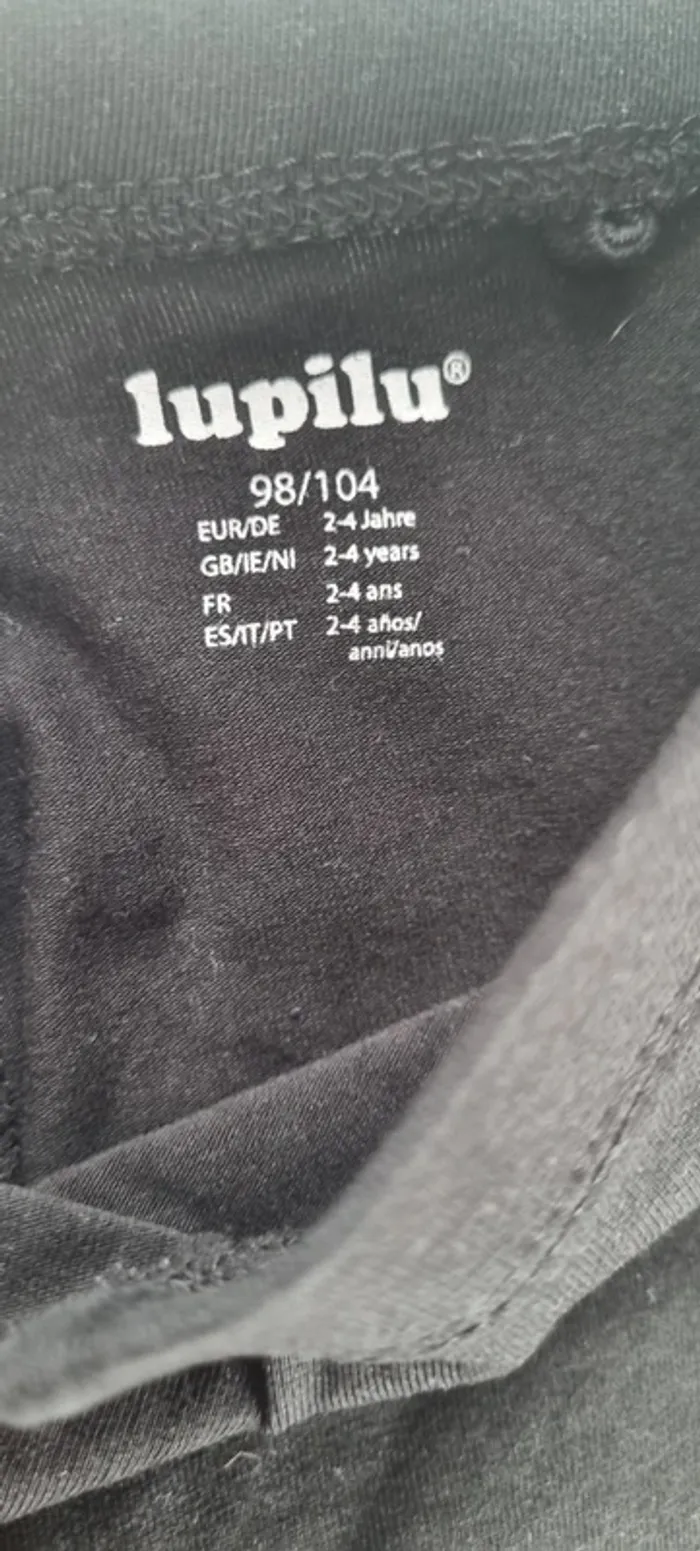 lupilu®
98/104
EUR/DE 2-4 Jahre
GB/IE/NI 2-4 years
FR 2-4 ans
ES/IT/PT 2-4 años/
anni/anos